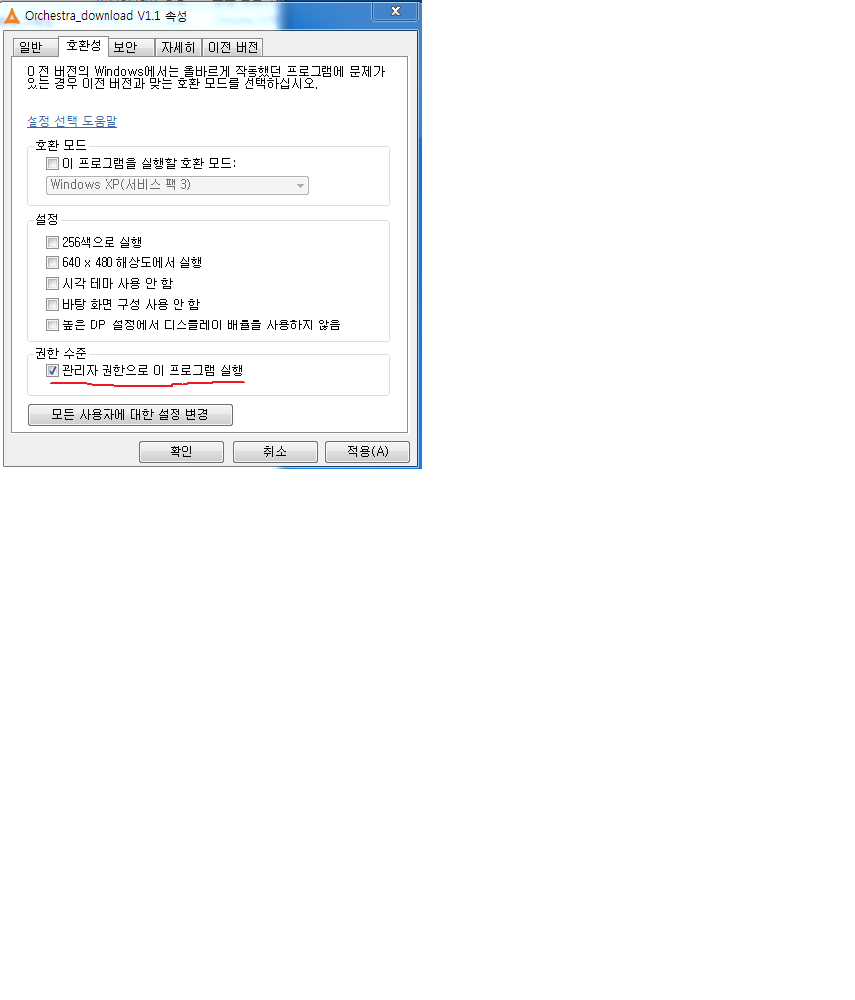 Orchestra_download V1.1 속성
일반 호환성 보안 자세히 이전 버전
이전 버전의 Windows에서는 올바르게 작동했던 프로그램에 문제가
있는 경우 이전 버전과 맞는 호환 모드를 선택하십시오.
설정 선택 도움말
호환 모드
이 프로그램을 실행할 호환 모드:
Windows XP(서비스 팩 3)
설정
256색으로 실행
640 x 480 해상도에서 실행
시각 테마 사용 안 함
바탕 화면 구성 사용 안 함
높은 DPI 설정에서 디스플레이 배율을 사용하지 않음
권한 수준
관리자 권한으로 이 프로그램 실행
모든 사용자에 대한 설정 변경
확인 취소 적용(A)